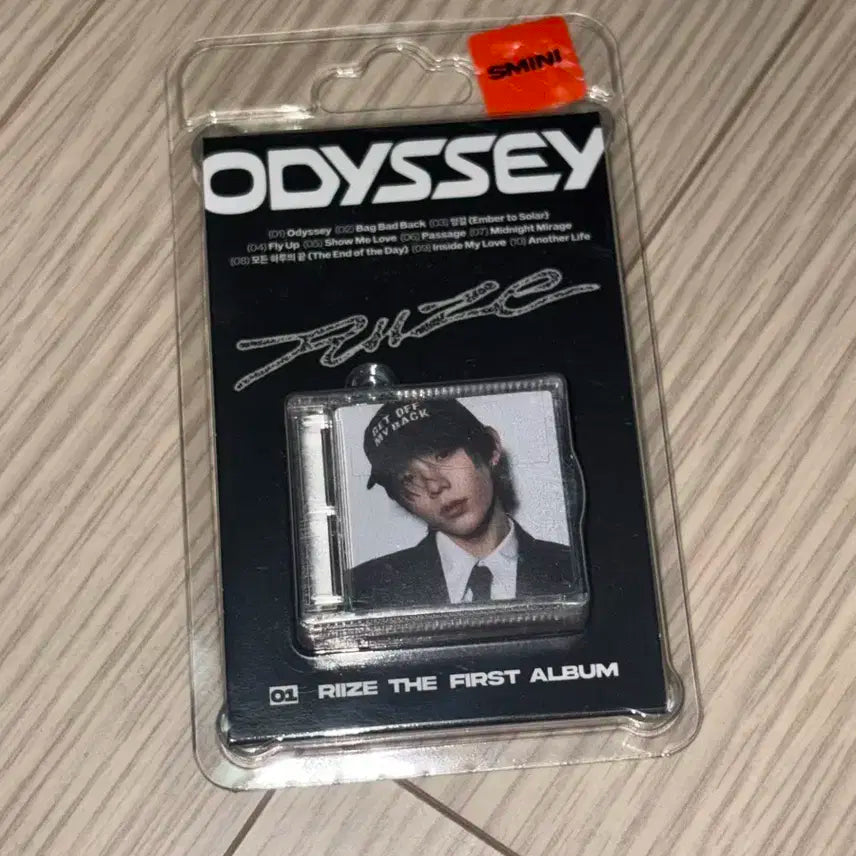 SMINI
ODYSSEY
(01) Odyssey (02) Bag Bad Back (03) 잉걸 (Ember to Solar)
(04) Fly Up (05) Show Me Love (06) Passage (07) Midnight Mirage
(08) 모든 하루의 끝 (The End of the Day) (09) Inside My Love (10) Another Life
RIIZE
GET OFF
MY BACK
01 RIIZE THE FIRST ALBUM